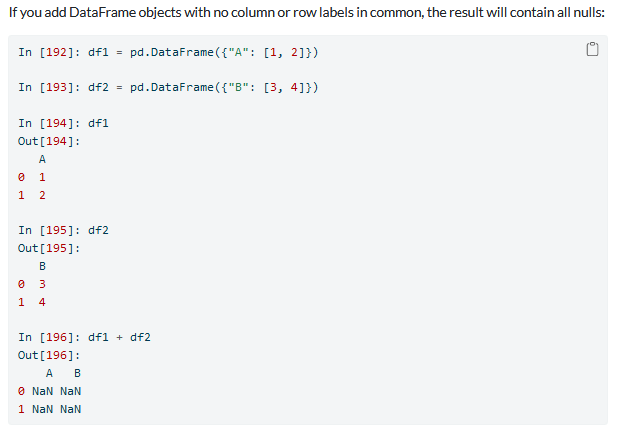 If you add DataFrame objects with no column or row labels in common, the result will contain all nulls:
In [192]: df1 = pd.DataFrame({"A": [1, 2]})
In [193]: df2 = pd.DataFrame({"B": [3, 4]})
In [194]: df1
Out[194]:
   A
0  1
1  2
In [195]: df2
Out[195]:
   B
0  3
1  4
In [196]: df1 + df2
Out[196]:
    A   B
0 NaN NaN
1 NaN NaN